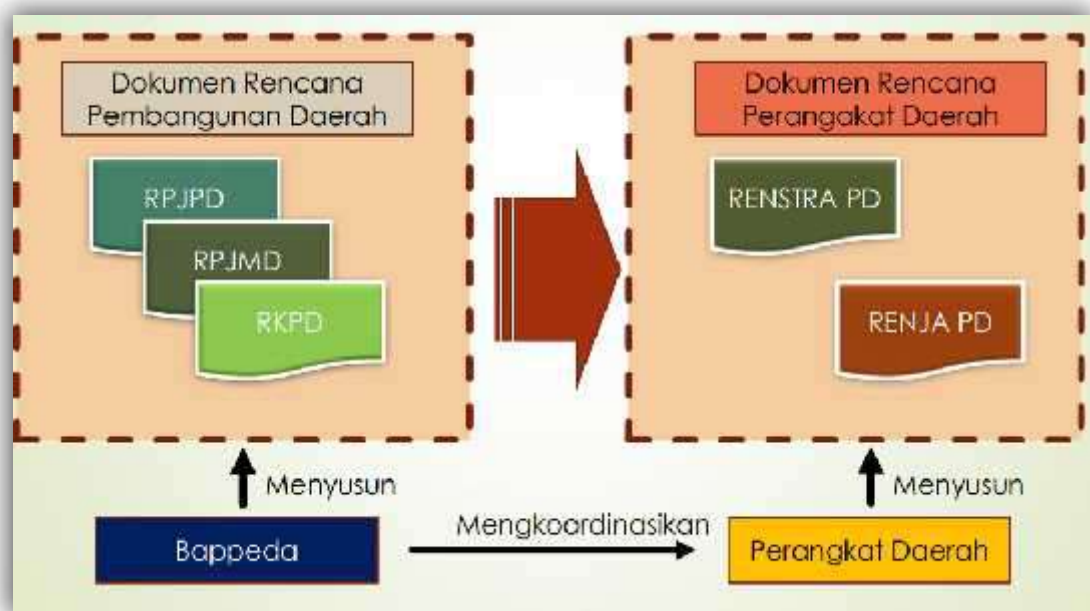 Dokumen Rencana
Pembangunan Daerah
RPJPD
RPJMD
RKPD
Dokumen Rencana
Perangakat Daerah
RENSTRA PD
RENJA PD
Menyusun
Menyusun
Bappeda
Mengkoordinasikan
Perangkat Daerah